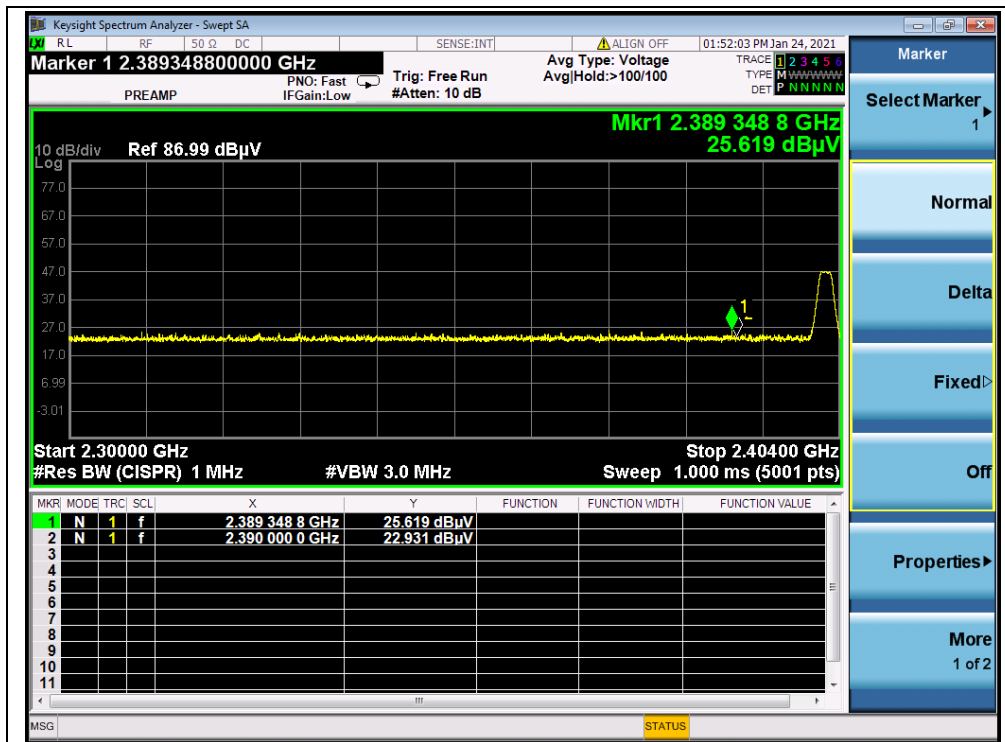 Keysight Spectrum Analyzer - Swept SA
LXI RL RF 50 Ω DC SENSE:INT ALIGN OFF 01:52:03 PM Jan 24, 2021
Marker 1 2.389348800000 GHz
PREAMP
PNO: Fast
IFGain:Low
Trig: Free Run
#Atten: 10 dB
Avg Type: Voltage
Avg|Hold:>100/100
TRACE 1 2 3 4 5 6
TYPE M WWWWW
DET P N N N N N
Mkr1 2.389 348 8 GHz
25.619 dBµV
10 dB/div Ref 86.99 dBµV
Log
77.0
67.0
57.0
47.0
37.0
27.0
17.0
6.99
-3.01
1
Start 2.30000 GHz Stop 2.40400 GHz
#Res BW (CISPR) 1 MHz #VBW 3.0 MHz Sweep 1.000 ms (5001 pts)
MKR MODE TRC SCL X Y FUNCTION FUNCTION WIDTH FUNCTION VALUE
1 N 1 f 2.389 348 8 GHz 25.619 dBµV
2 N 1 f 2.390 000 0 GHz 22.931 dBµV
3
4
5
6
7
8
9
10
11
MSG STATUS
Marker
Select Marker
1
Normal
Delta
Fixed
Off
Properties
More
1 of 2